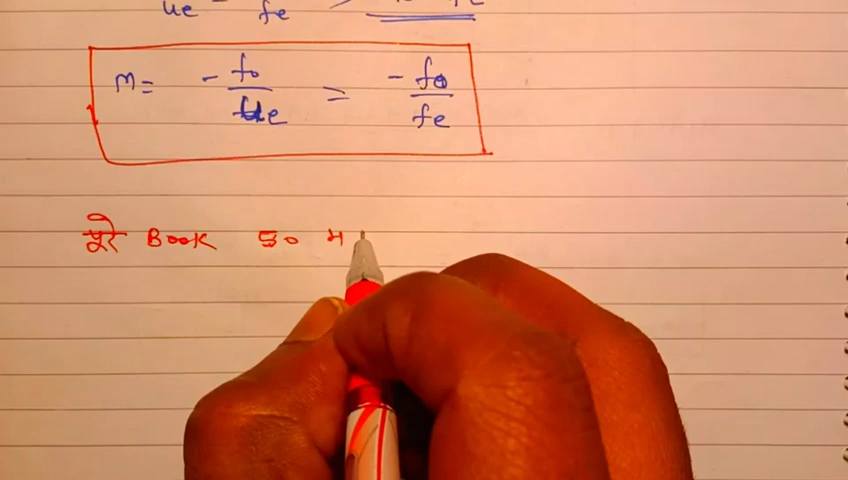 m = - fo / ue = - fo / fe
पूरे Book 50 म